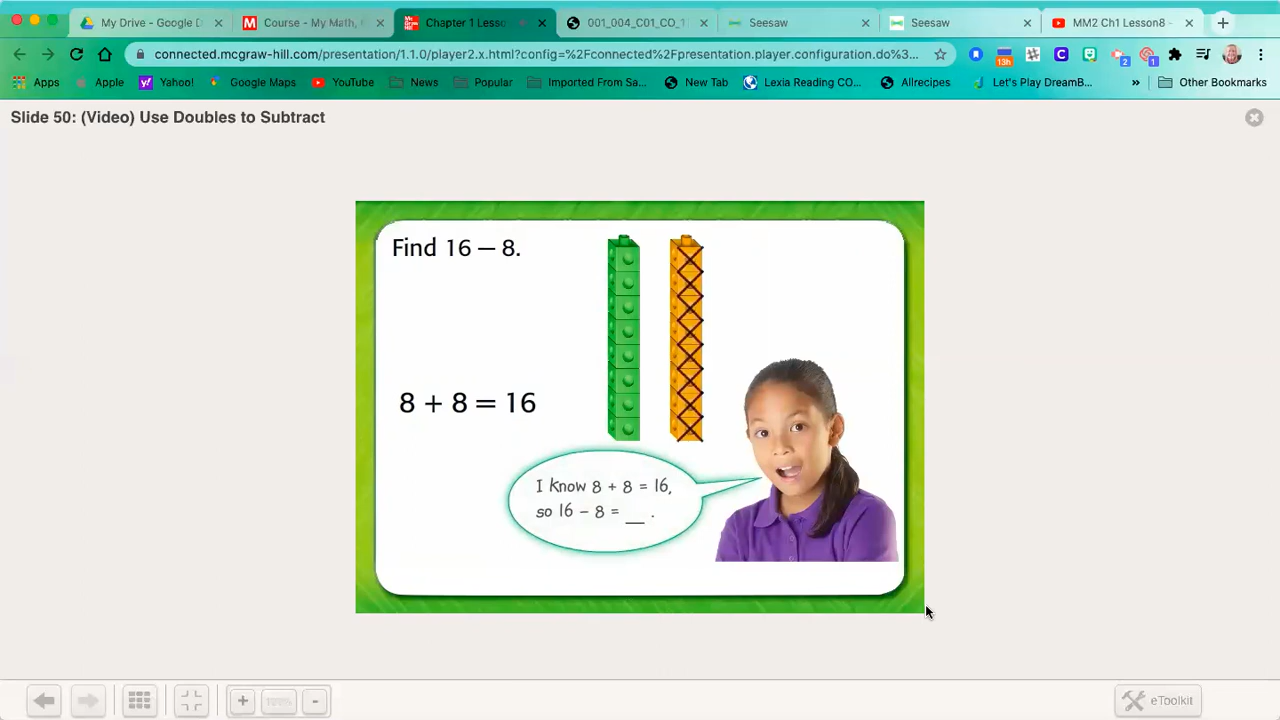 My Drive - Google D
Course - My Math,
Chapter 1 Lesso
001_004_C01_CO_1
Seesaw
Seesaw
MM2 Ch1 Lesson8 -
connected.mcgraw-hill.com/presentation/1.1.0/player2.x.html?config=%2Fconnected%2Fpresentation.player.configuration.do%3...
13h
2
1
Apps
Apple
Yahoo!
Google Maps
YouTube
News
Popular
Imported From Sa...
New Tab
Lexia Reading CO...
Allrecipes
Let's Play DreamB...
»
Other Bookmarks
Slide 50: (Video) Use Doubles to Subtract
Find 16 – 8.
8 + 8 = 16
I know 8 + 8 = 16,
so 16 - 8 = __ .
100%
eToolkit